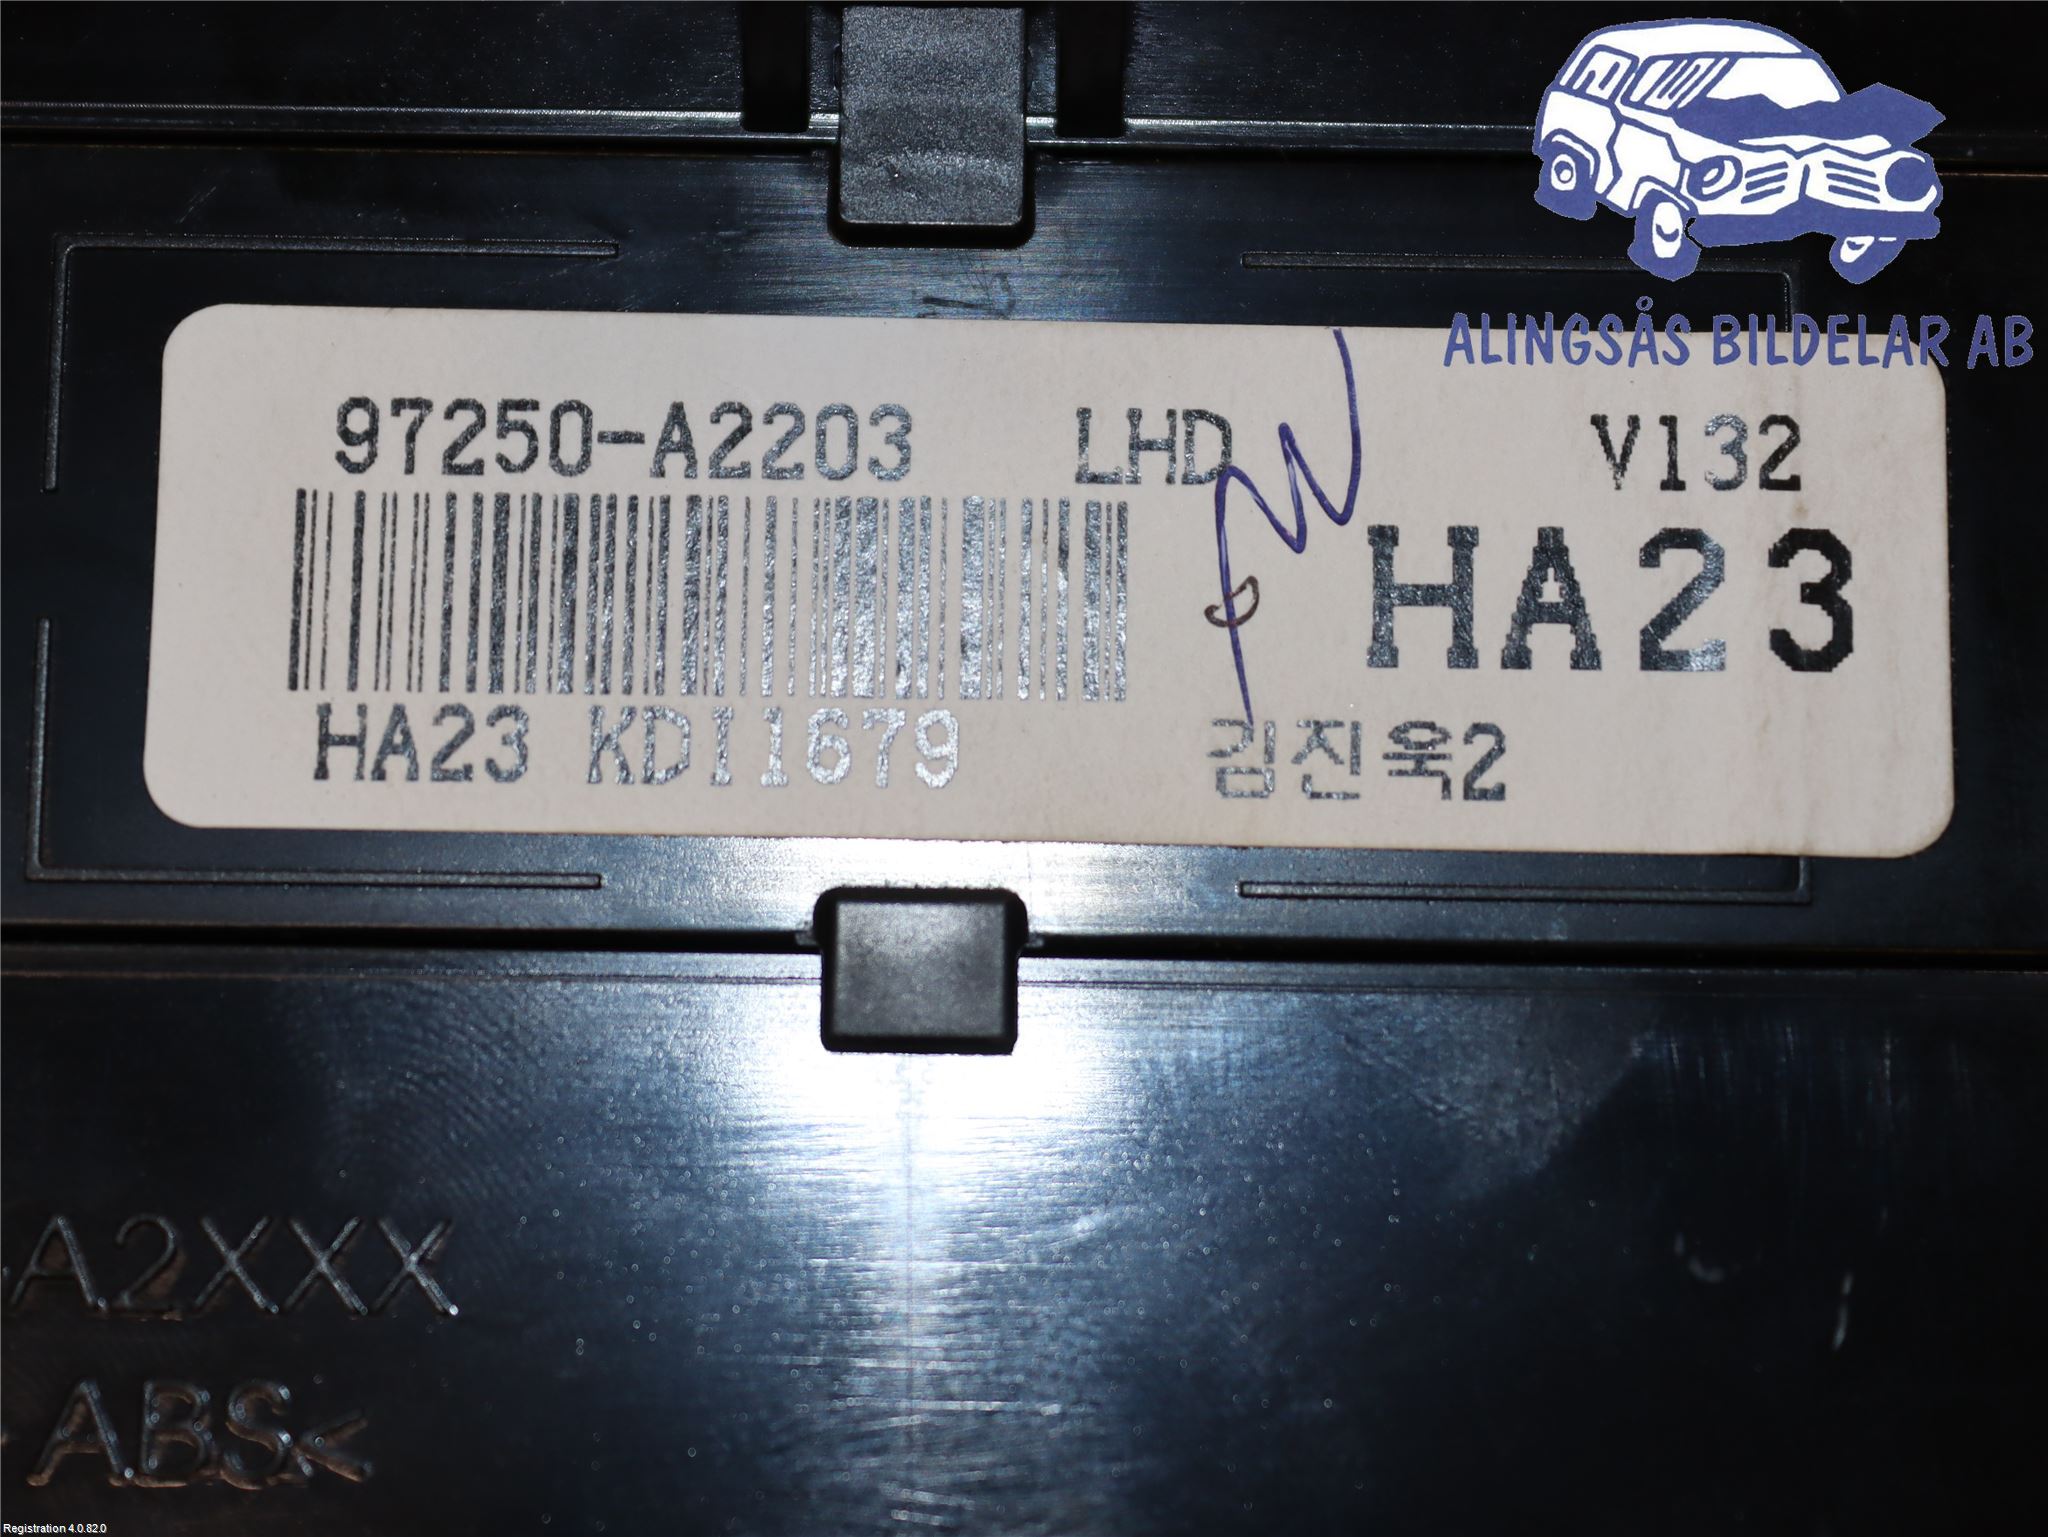 ALINGSÅS BILDELAR AB
97250-A2203 LHD V132
HA23
HA23 KDI1679 김진욱2
A2XXX
ABS<
Registration 4.0.82.0